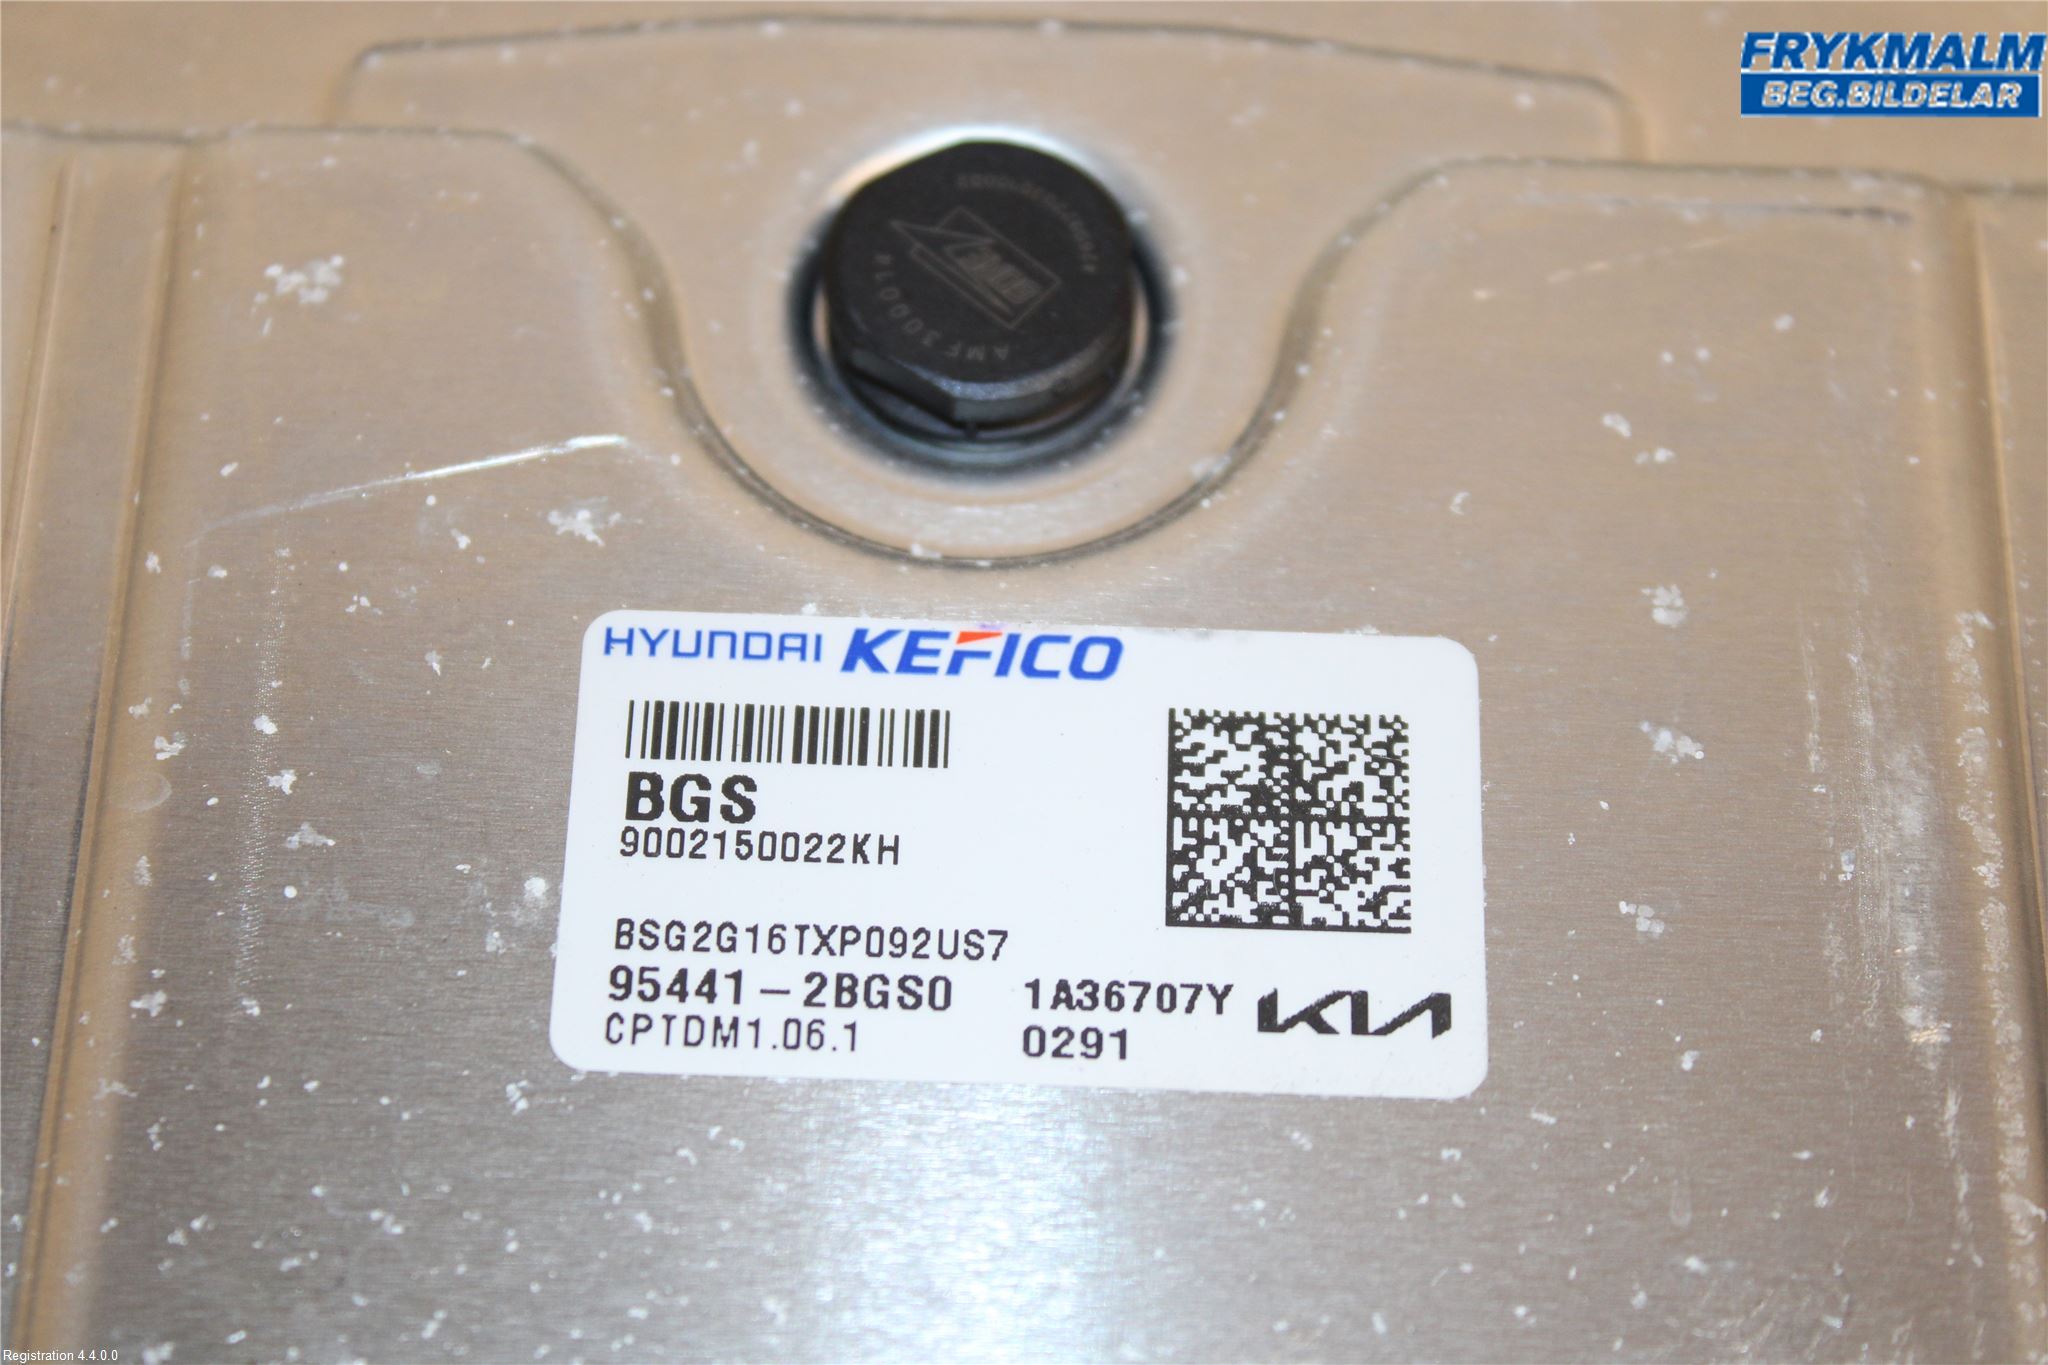 FRYKMALM
BEG.BILDELAR
AMF30007A
HYUNDAI KEFICO
BGS
9002150022KH
BSG2G16TXP092US7
95441-2BGS0
1A36707Y
KIA
CPTDM1.06.1
0291
Registration 4.4.0.0